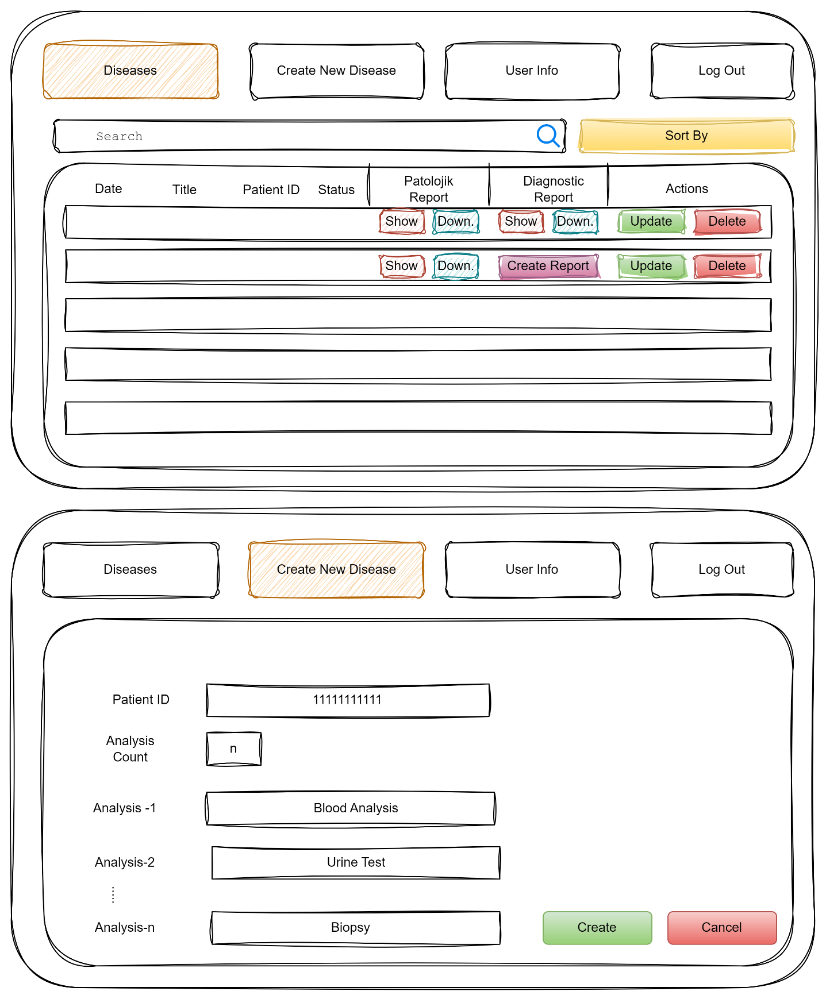 Diseases
Create New Disease
User Info
Log Out
Search
Sort By
Date
Title
Patient ID
Status
Patolojik
Report
Diagnostic
Report
Actions
Show
Down.
Show
Down.
Update
Delete
Show
Down.
Create Report
Update
Delete
Diseases
Create New Disease
User Info
Log Out
Patient ID
11111111111
Analysis
Count
n
Analysis -1
Blood Analysis
Analysis-2
Urine Test
Analysis-n
Biopsy
Create
Cancel